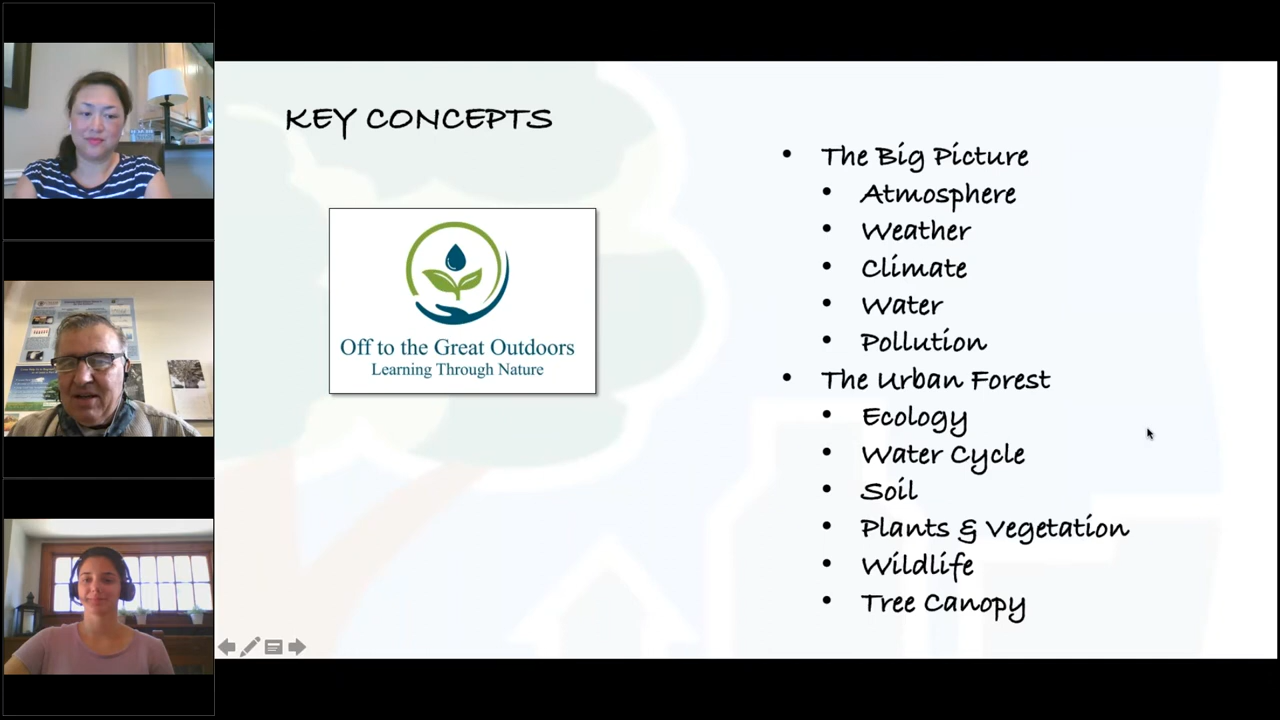 KEY CONCEPTS
Off to the Great Outdoors
Learning Through Nature
• The Big Picture
• Atmosphere
• Weather
• Climate
• Water
• Pollution
• The Urban Forest
• Ecology
• Water Cycle
• Soil
• Plants & Vegetation
• Wildlife
• Tree Canopy